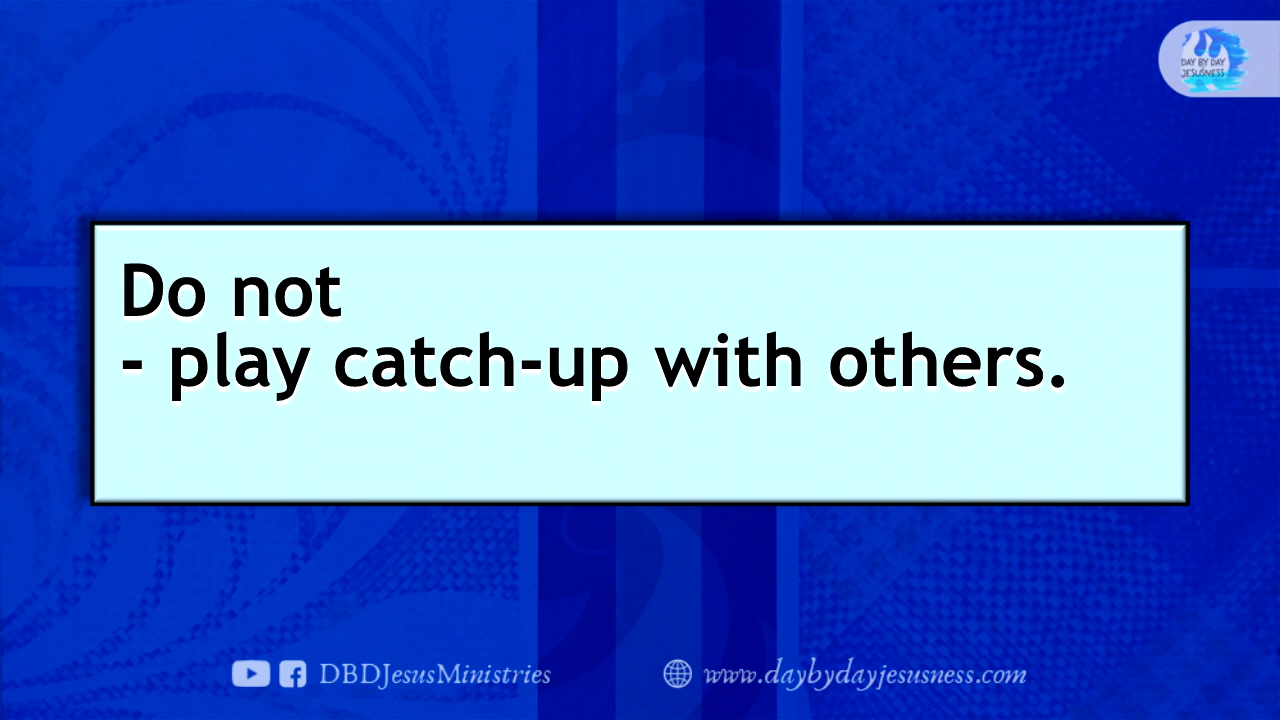 DAY BY DAY
JESUSNESS
Do not
- play catch-up with others.
DBDJesusMinistries
www.daybydayjesusness.com